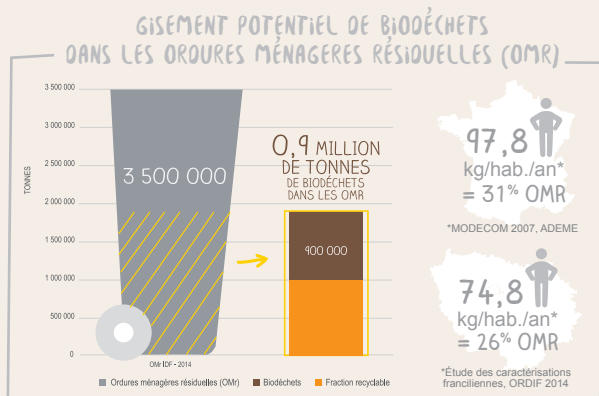 GISEMENT POTENTIEL DE BIODÉCHETS
DANS LES ORDURES MÉNAGERES RÉSIDUELLES (OMR)
TONNES
3 500 000
3 000 000
2 500 000
2 000 000
1 500 000
1 000 000
500 000
0
3 500 000
OMr IDF - 2014
0,9 MILLION
DE TONNES
DE BIODÉCHETS
DANS LES OMR
900 000
Ordures ménagères résiduelles (OMr)
Biodéchets
Fraction recyclable
97,8
kg/hab./an*
= 31% OMR
*MODECOM 2007, ADEME
74,8
kg/hab./an*
= 26% OMR
*Étude des caractérisations
franciliennes, ORDIF 2014